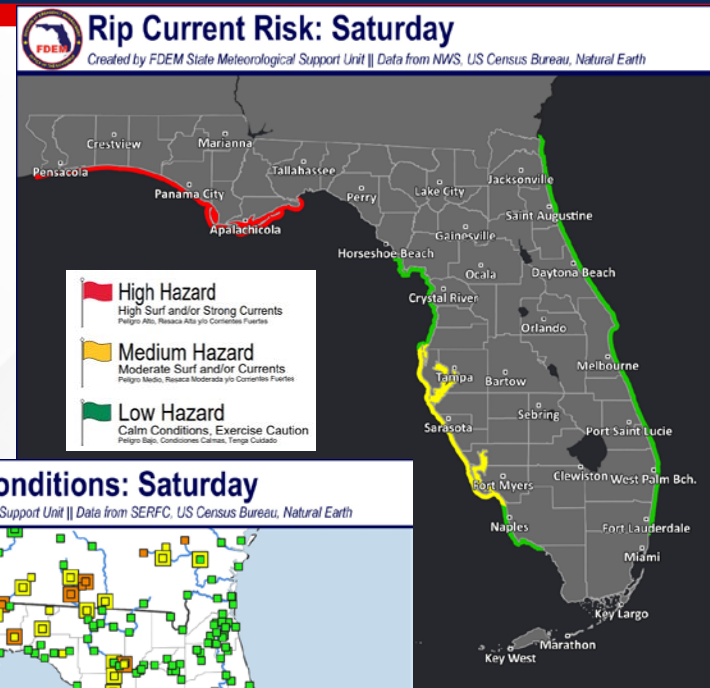 FDEM
Rip Current Risk: Saturday
Created by FDEM State Meteorological Support Unit || Data from NWS, US Census Bureau, Natural Earth
Crestview
Marianna
Pensacola
Tallahassee
Jacksonville
Panama City
Perry
Lake City
Saint Augustine
Apalachicola
Gainesville
Horseshoe Beach
Ocala
Daytona Beach
Crystal River
Orlando
Melbourne
Tampa
Bartow
Sebring
Sarasota
Port Saint Lucie
Fort Myers
Clewiston
West Palm Bch.
Naples
Fort Lauderdale
Miami
Key Largo
Marathon
Key West
High Hazard
High Surf and/or Strong Currents
Peligro Alto, Resaca Alta y/o Corrientes Fuertes
Medium Hazard
Moderate Surf and/or Currents
Peligro Medio, Resaca Moderada y/o Corrientes Fuertes
Low Hazard
Calm Conditions, Exercise Caution
Peligro Bajo, Condiciones Calmas, Tenga Cuidado
onditions: Saturday
Support Unit || Data from SERFC, US Census Bureau, Natural Earth